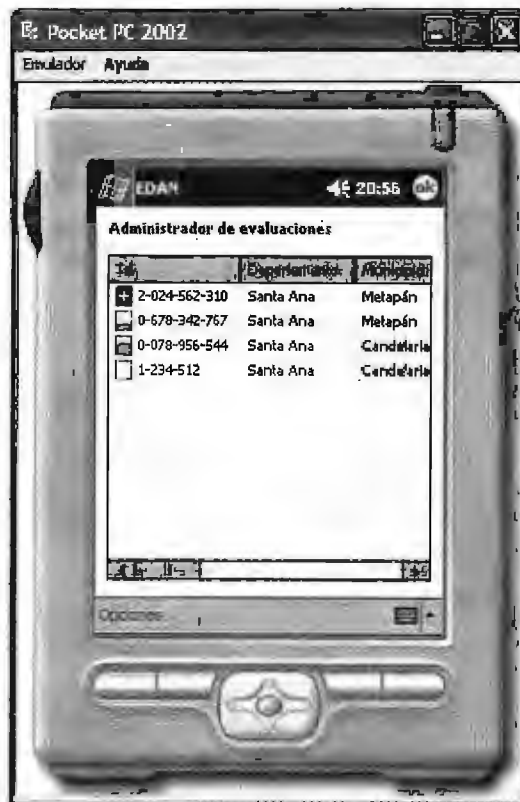 Pocket PC 2002
Emulador Ayuda
EDAN 20:56 ok
Administrador de evaluaciones
Departamento Municipio
2-024-562-310 Santa Ana Metapán
0-678-342-767 Santa Ana Metapán
0-078-956-544 Santa Ana Candelaria
1-234-512 Santa Ana Candelaria
Opciones